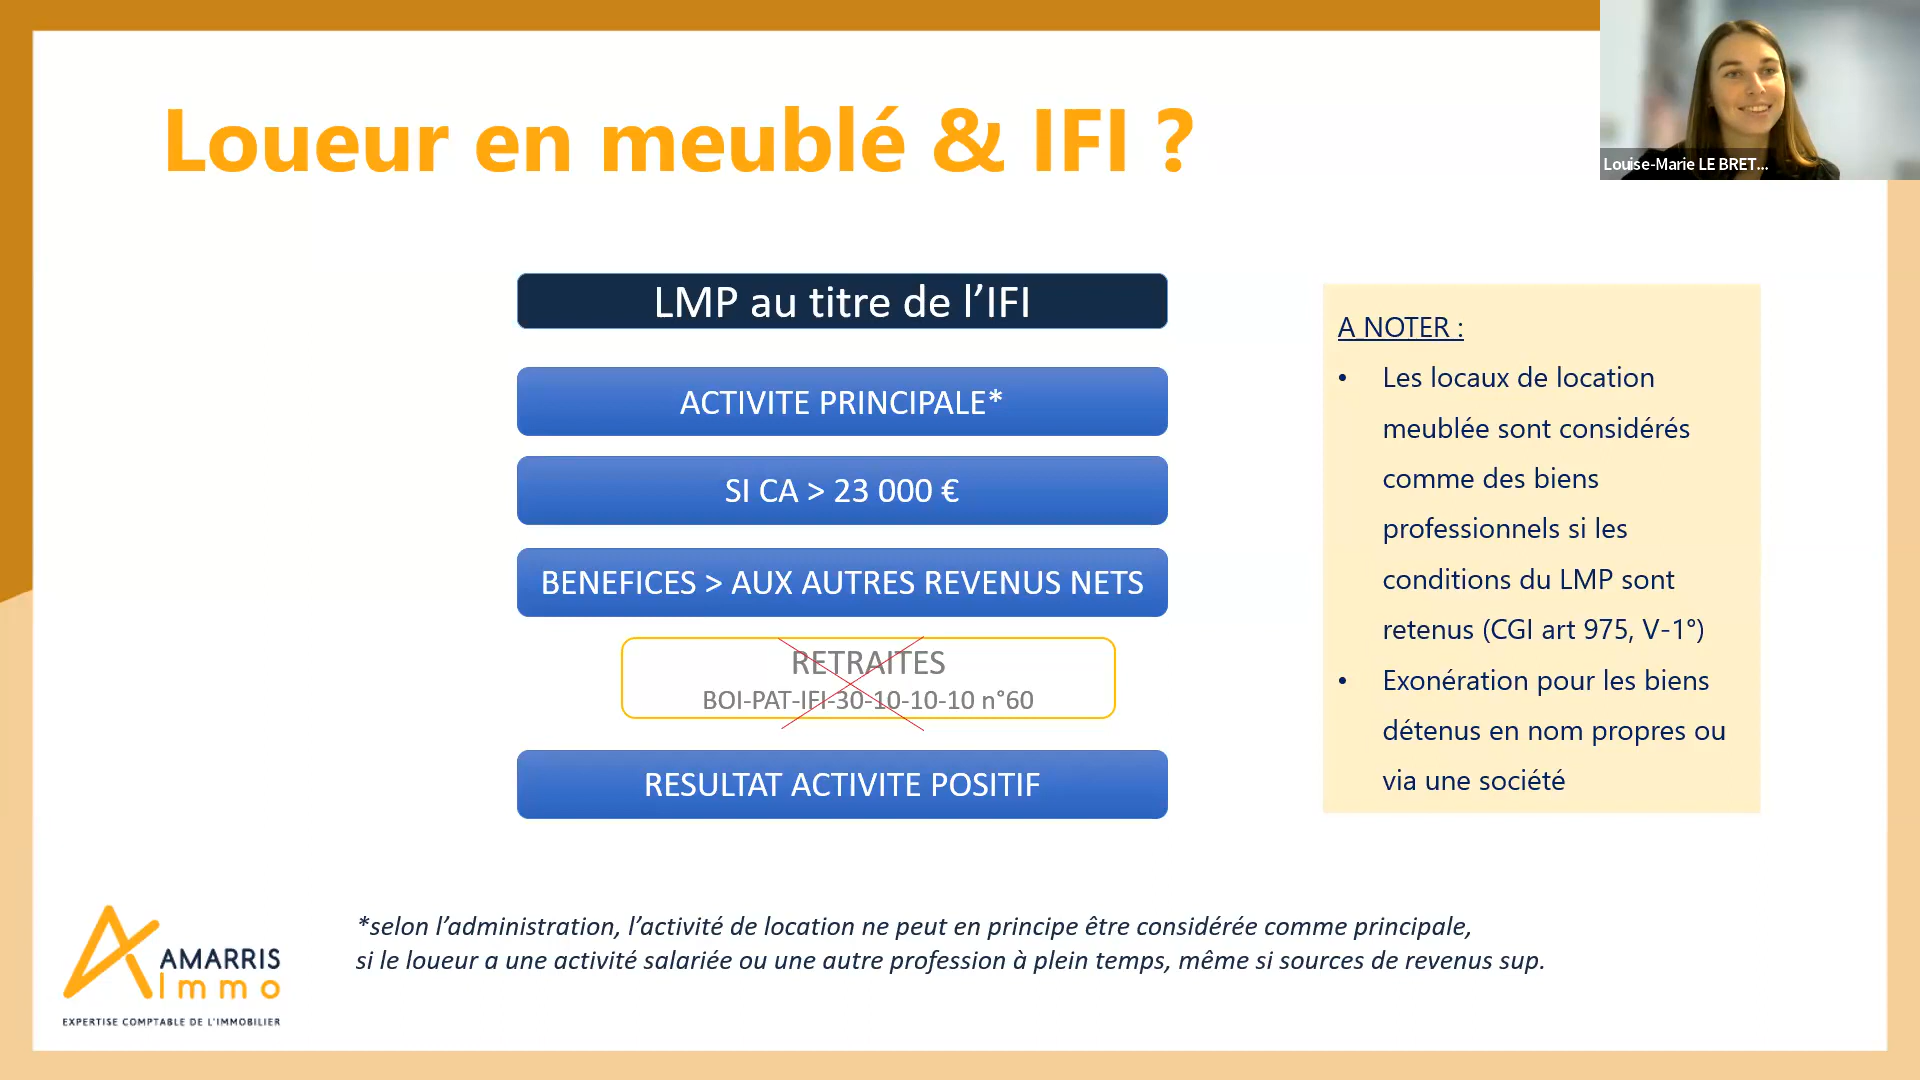 Loueur en meublé & IFI ?
Louise-Marie LE BRET...
LMP au titre de l’IFI
ACTIVITE PRINCIPALE*
SI CA > 23 000 €
BENEFICES > AUX AUTRES REVENUS NETS
RETRAITES
BOI-PAT-IFI-30-10-10-10 n°60
RESULTAT ACTIVITE POSITIF
A NOTER :
• Les locaux de location
meublée sont considérés
comme des biens
professionnels si les
conditions du LMP sont
retenus (CGI art 975, V-1°)
• Exonération pour les biens
détenus en nom propres ou
via une société
*selon l’administration, l’activité de location ne peut en principe être considérée comme principale,
si le loueur a une activité salariée ou une autre profession à plein temps, même si sources de revenus sup.
AMARRIS
Immo
EXPERTISE COMPTABLE DE L'IMMOBILIER